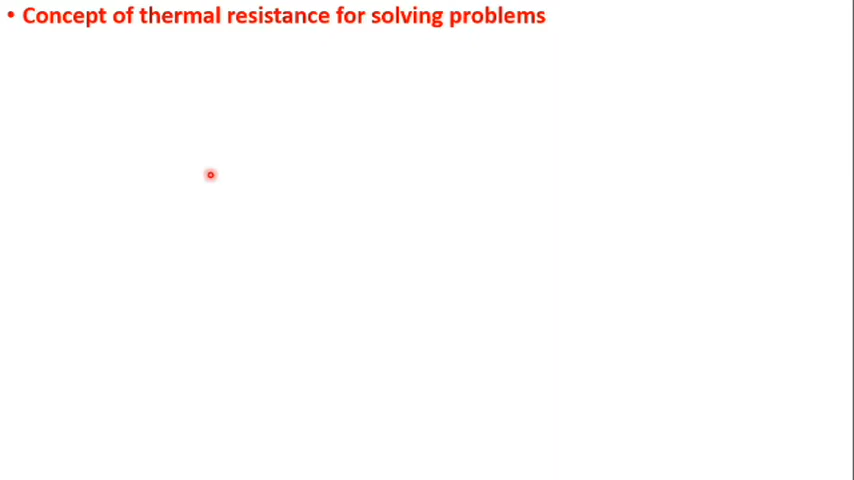 • Concept of thermal resistance for solving problems